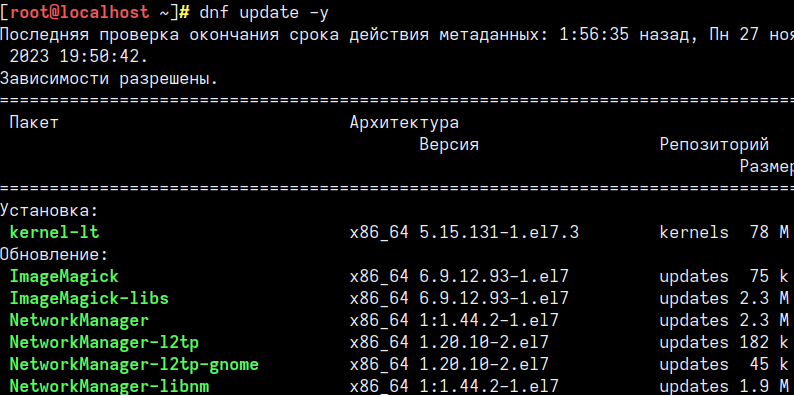 [root@localhost ~]# dnf update -y
Последняя проверка окончания срока действия метаданных: 1:56:35 назад, Пн 27 ноя
2023 19:50:42.
Зависимости разрешены.
================================================================================
Пакет Архитектура
Версия Репозиторий
Размер
================================================================================
Установка:
kernel-lt x86_64 5.15.131-1.el7.3 kernels 78 M
Обновление:
ImageMagick x86_64 6.9.12.93-1.el7 updates 75 k
ImageMagick-libs x86_64 6.9.12.93-1.el7 updates 2.3 M
NetworkManager x86_64 1:1.44.2-1.el7 updates 2.3 M
NetworkManager-l2tp x86_64 1.20.10-2.el7 updates 182 k
NetworkManager-l2tp-gnome x86_64 1.20.10-2.el7 updates 45 k
NetworkManager-libnm x86_64 1:1.44.2-1.el7 updates 1.9 M